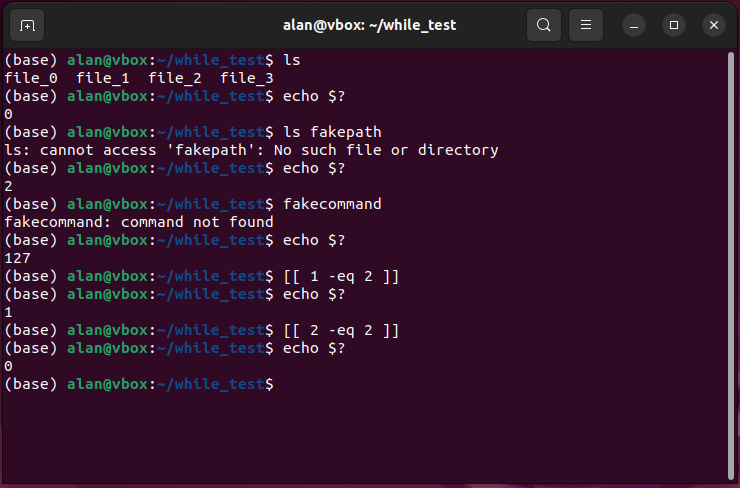 alan@vbox: ~/while_test
(base) alan@vbox:~/while_test$ ls
file_0  file_1  file_2  file_3
(base) alan@vbox:~/while_test$ echo $?
0
(base) alan@vbox:~/while_test$ ls fakepath
ls: cannot access 'fakepath': No such file or directory
(base) alan@vbox:~/while_test$ echo $?
2
(base) alan@vbox:~/while_test$ fakecommand
fakecommand: command not found
(base) alan@vbox:~/while_test$ echo $?
127
(base) alan@vbox:~/while_test$ [[ 1 -eq 2 ]]
(base) alan@vbox:~/while_test$ echo $?
1
(base) alan@vbox:~/while_test$ [[ 2 -eq 2 ]]
(base) alan@vbox:~/while_test$ echo $?
0
(base) alan@vbox:~/while_test$